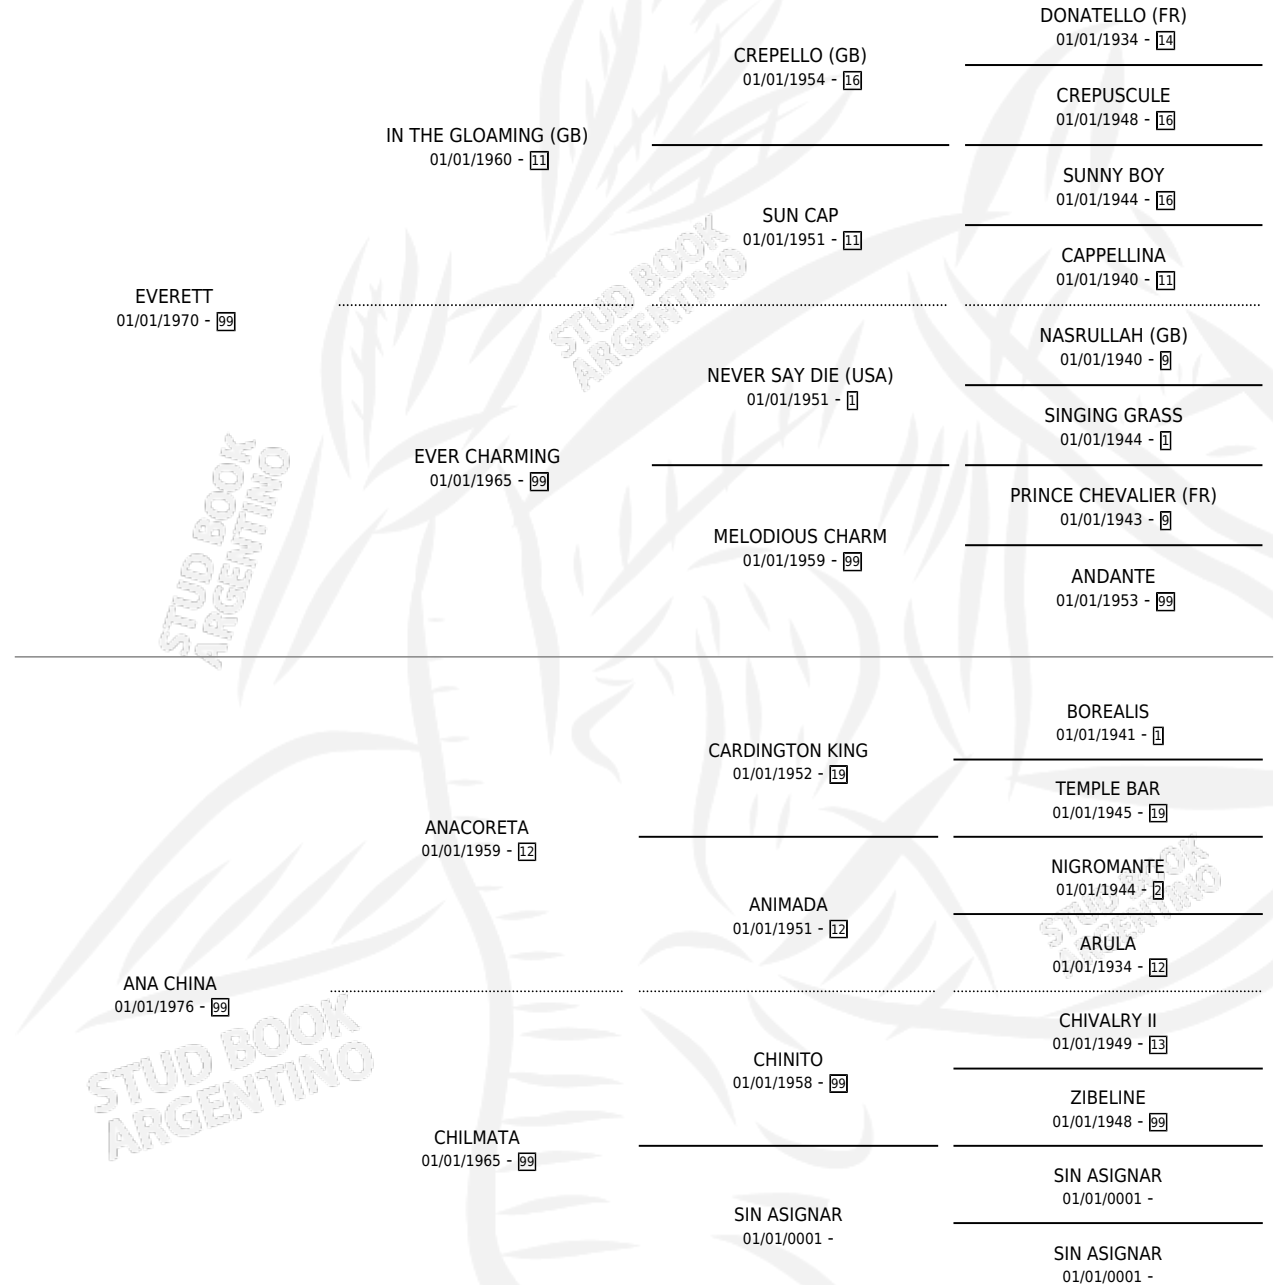 DONATELLO (FR)
01/01/1934 - 14
CREPELLO (GB)
01/01/1954 - 16
CREPUSCULE
01/01/1948 - 16
IN THE GLOAMING (GB)
01/01/1960 - 11
SUNNY BOY
01/01/1944 - 16
SUN CAP
01/01/1951 - 11
CAPPELLINA
01/01/1940 - 11
EVERETT
01/01/1970 - 99
NASRULLAH (GB)
01/01/1940 - 9
NEVER SAY DIE (USA)
01/01/1951 - 1
SINGING GRASS
01/01/1944 - 1
EVER CHARMING
01/01/1965 - 99
PRINCE CHEVALIER (FR)
01/01/1943 - 9
MELODIOUS CHARM
01/01/1959 - 99
ANDANTE
01/01/1953 - 99
BOREALIS
01/01/1941 - 1
CARDINGTON KING
01/01/1952 - 19
TEMPLE BAR
01/01/1945 - 19
ANACORETA
01/01/1959 - 12
NIGROMANTE
01/01/1944 - 2
ANIMADA
01/01/1951 - 12
ARULA
01/01/1934 - 12
ANA CHINA
01/01/1976 - 99
CHIVALRY II
01/01/1949 - 13
CHINITO
01/01/1958 - 99
ZIBELINE
01/01/1948 - 99
CHILMATA
01/01/1965 - 99
SIN ASIGNAR
01/01/0001 -
SIN ASIGNAR
01/01/0001 -
SIN ASIGNAR
01/01/0001 -
STUD BOOK
ARGENTINO
STUD BOOK
ARGENTINO
STUD BOOK
ARGENTINO
STUD BOOK
ARGENTINO